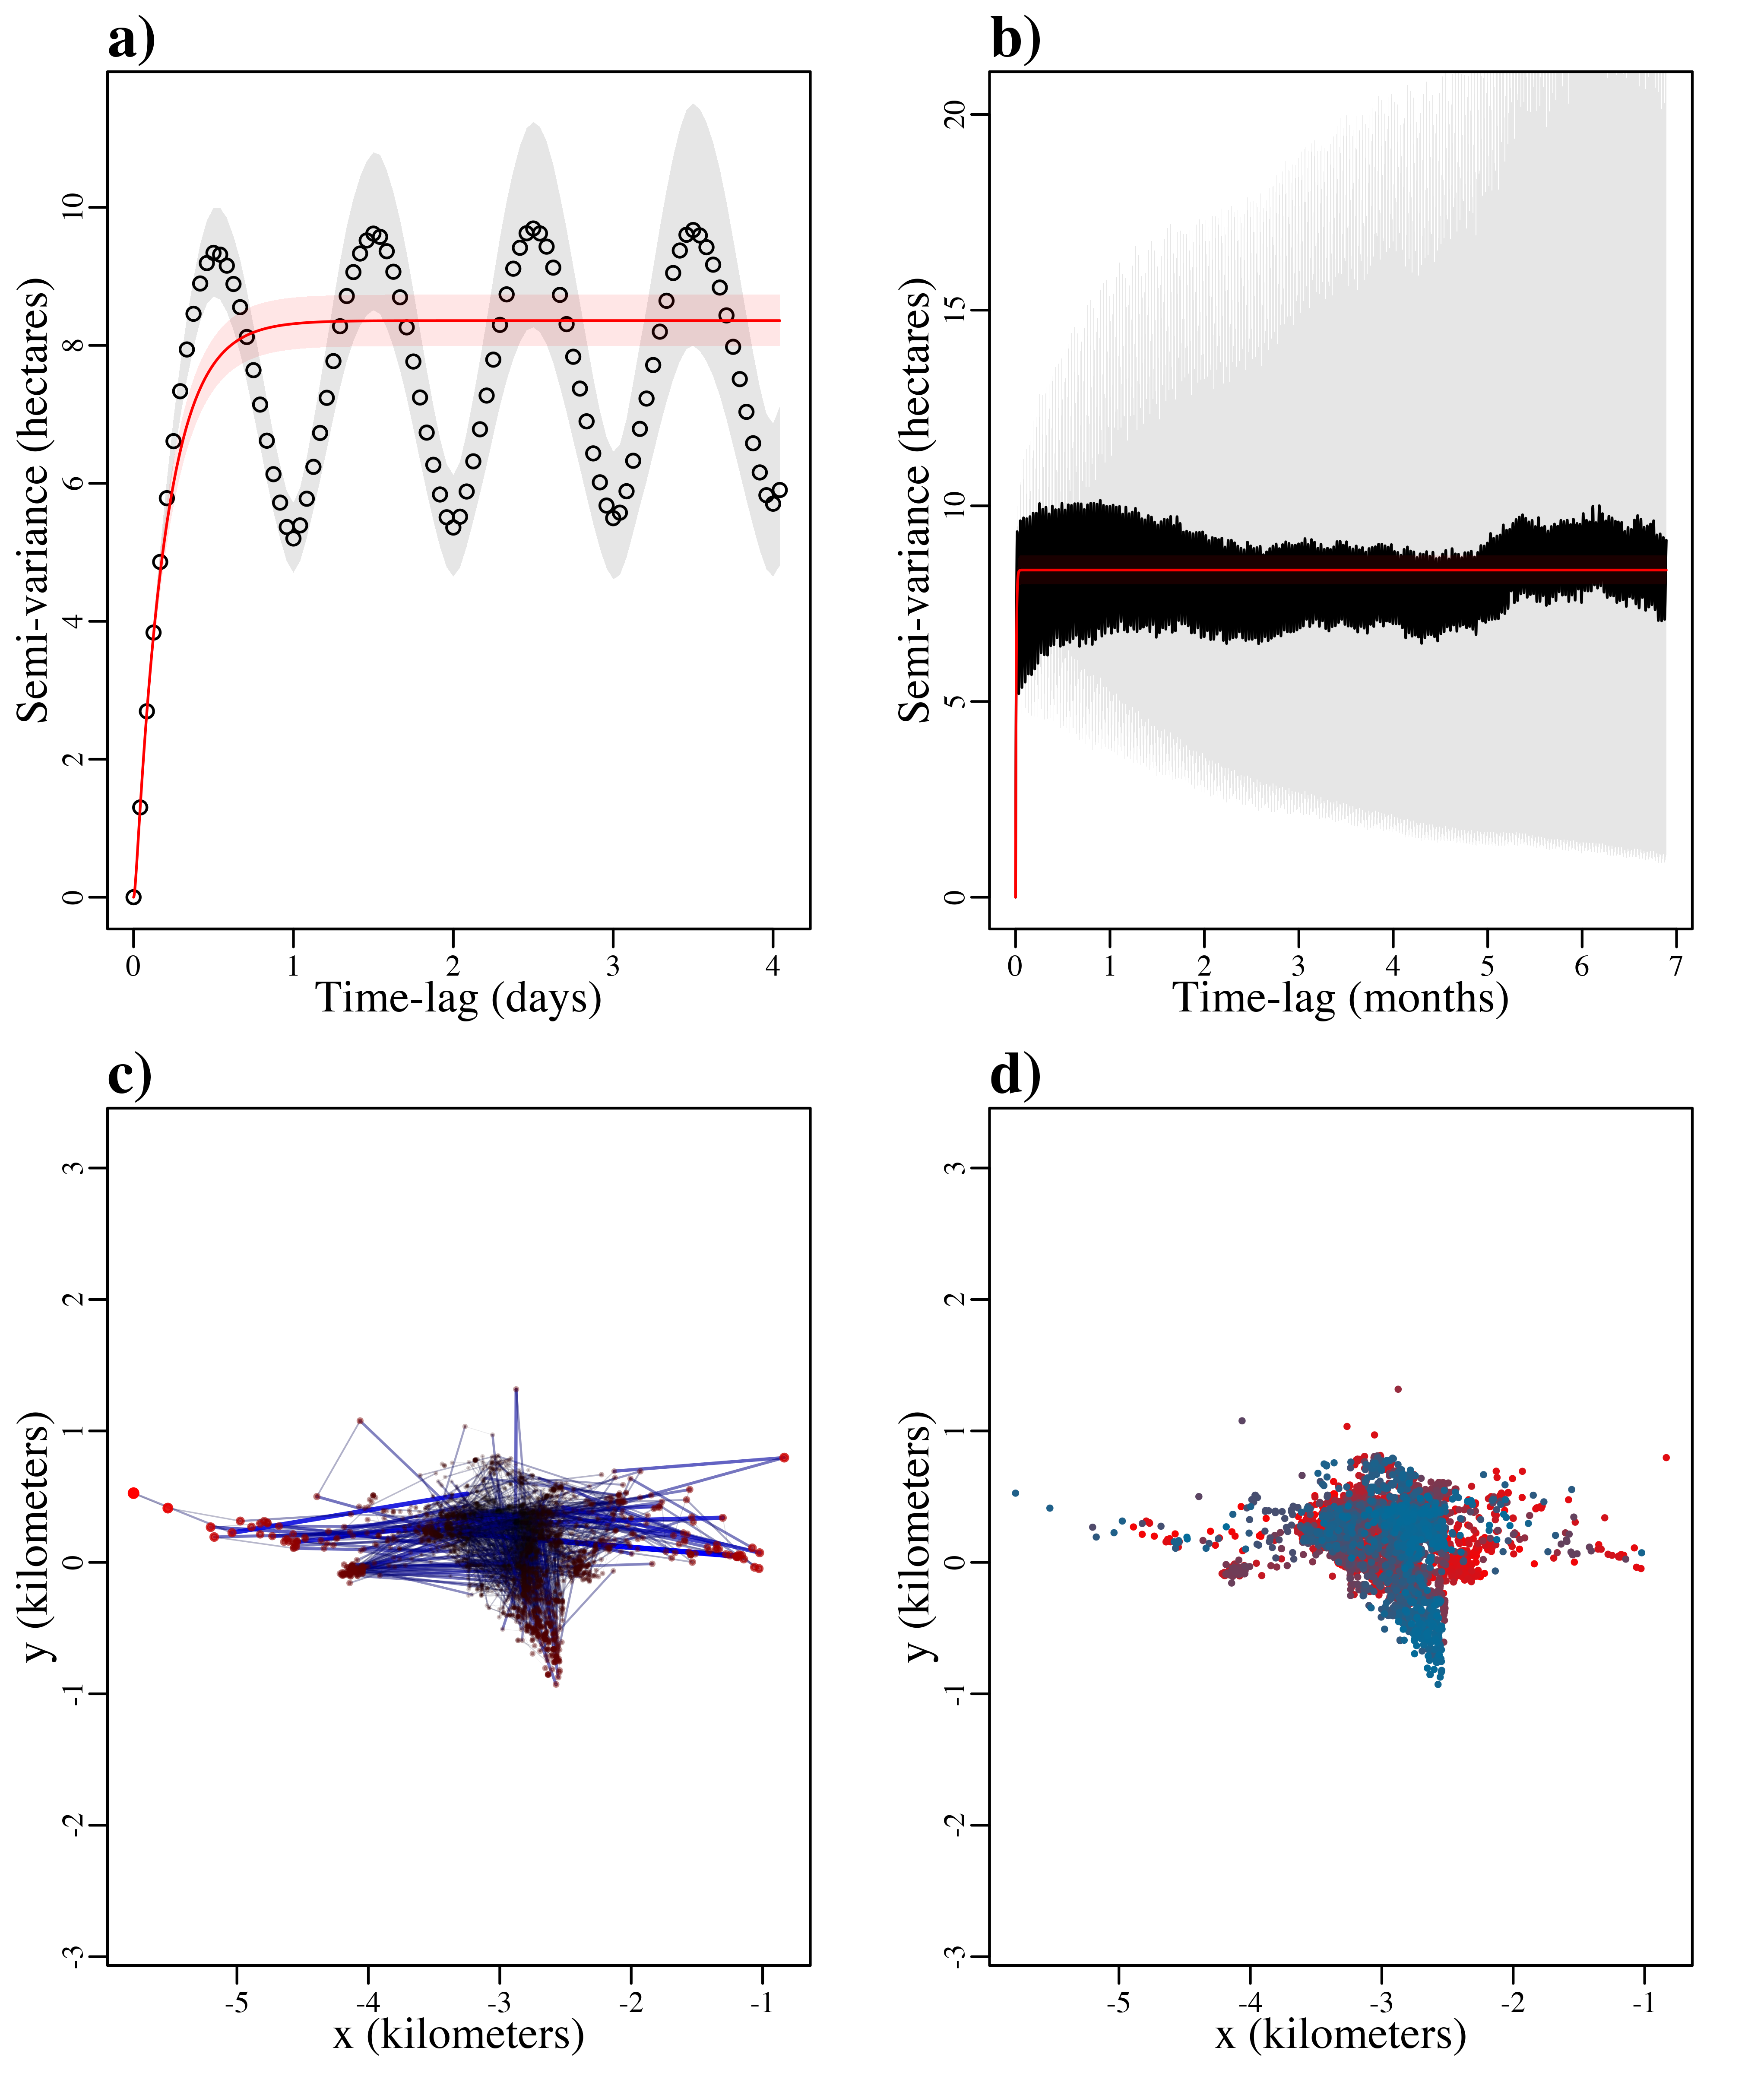 a)
Semi-variance (hectares)
10
8
6
4
2
0
0 1 2 3 4
Time-lag (days)
b)
Semi-variance (hectares)
20
15
10
5
0
0 1 2 3 4 5 6 7
Time-lag (months)
c)
y (kilometers)
3
2
1
0
-1
-2
-3
-5 -4 -3 -2 -1
x (kilometers)
d)
y (kilometers)
3
2
1
0
-1
-2
-3
-5 -4 -3 -2 -1
x (kilometers)